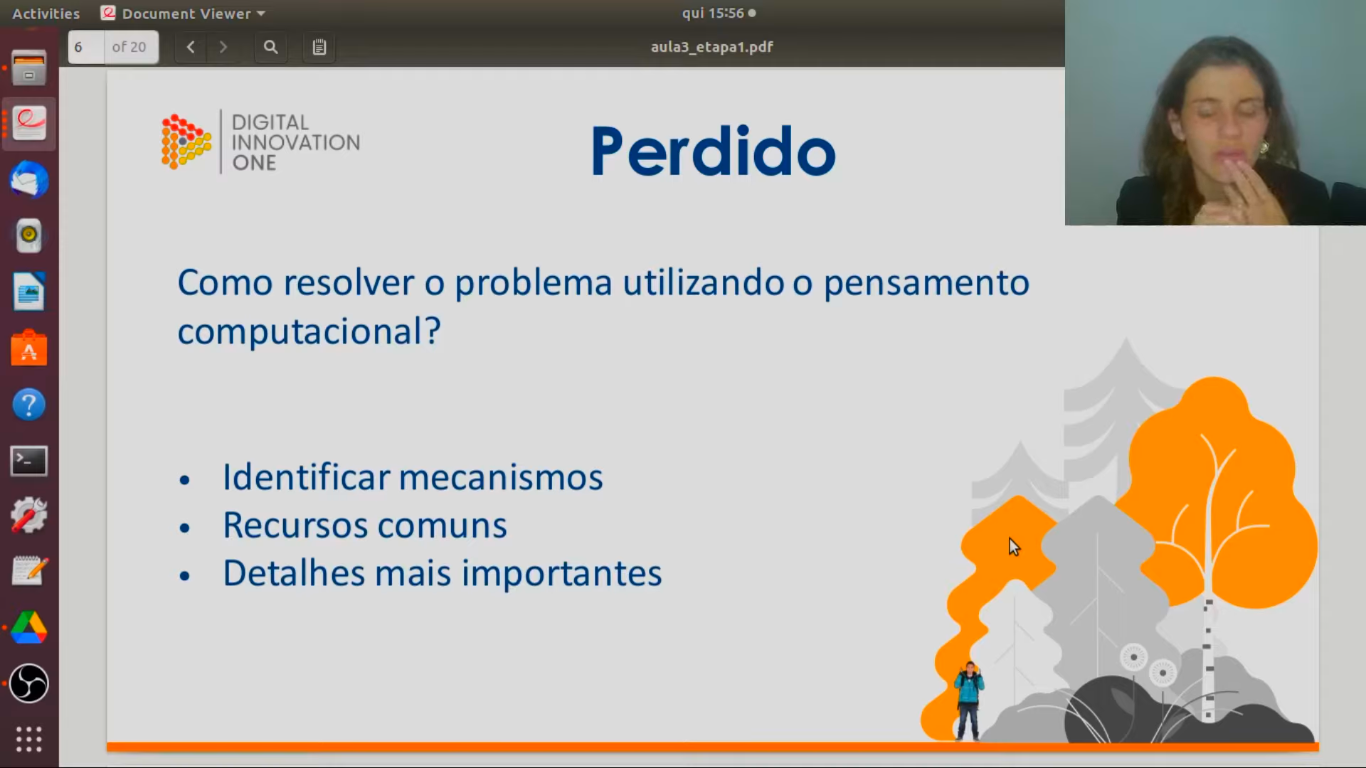 Activities
Document Viewer
qui 15:56
6 of 20
aula3_etapa1.pdf
DIGITAL
INNOVATION
ONE
Perdido
Como resolver o problema utilizando o pensamento
computacional?
• Identificar mecanismos
• Recursos comuns
• Detalhes mais importantes